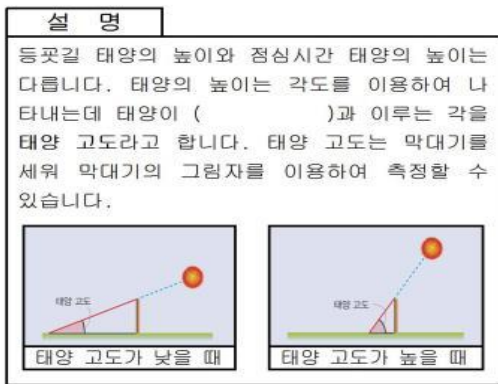 설 명
등굣길 태양의 높이와 점심시간 태양의 높이는
다릅니다. 태양의 높이는 각도를 이용하여 나
타내는데 태양이 ( )과 이루는 각을
태양 고도라고 합니다. 태양 고도는 막대기를
세워 막대기의 그림자를 이용하여 측정할 수
있습니다.
태양 고도
태양 고도
태양 고도가 낮을 때
태양 고도가 높을 때